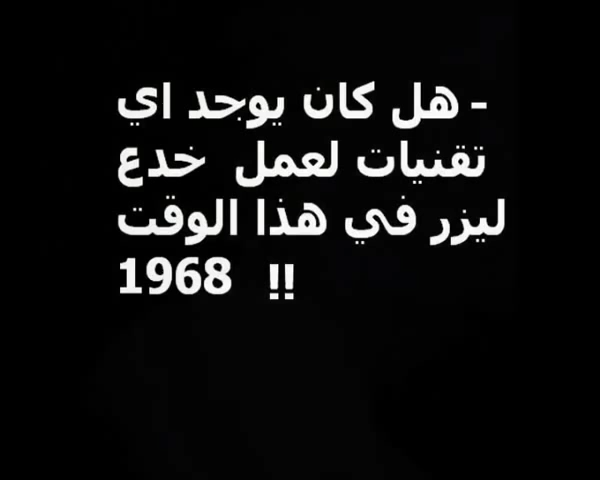 - هل كان يوجد اي
تقنيات لعمل خدع
ليزر في هذا الوقت
1968 !!